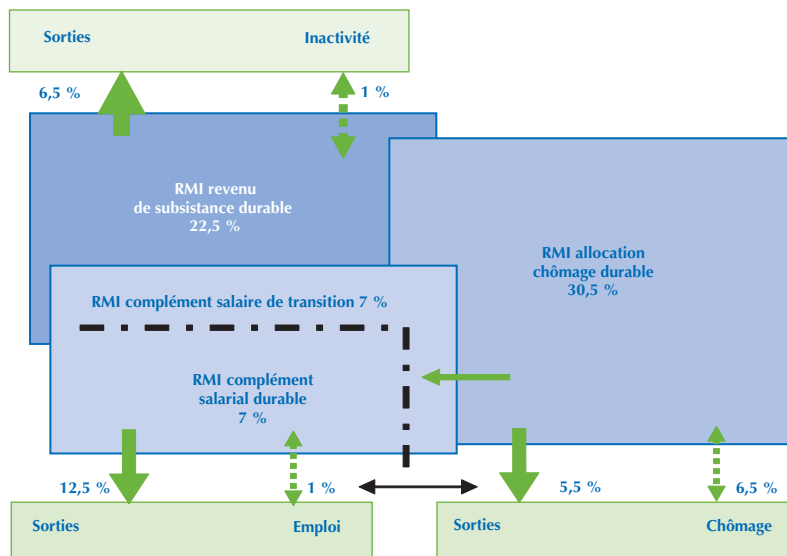 Sorties
Inactivité
6,5 %
1 %
RMI revenu
de subsistance durable
22,5 %
RMI allocation
chômage durable
30,5 %
RMI complément salaire de transition 7 %
RMI complément
salarial durable
7 %
12,5 %
1 %
5,5 %
6,5 %
Sorties
Emploi
Sorties
Chômage